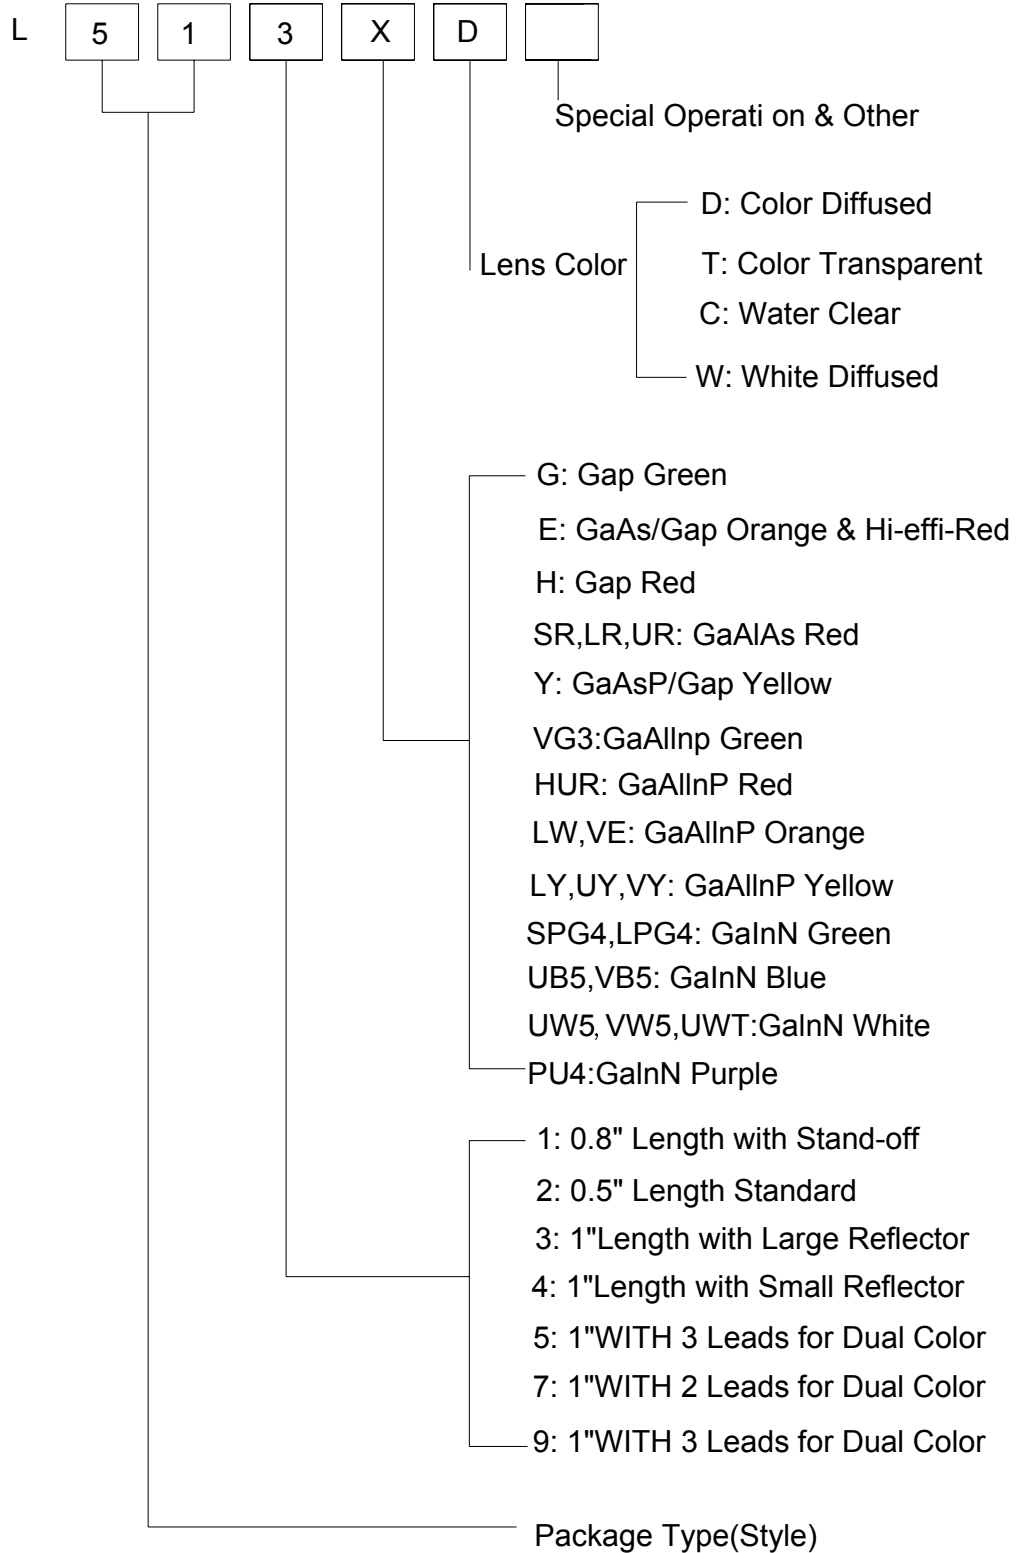 L 5 1 3 X D
Special Operati on & Other
D: Color Diffused
Lens Color
T: Color Transparent
C: Water Clear
W: White Diffused
G: Gap Green
E: GaAs/Gap Orange & Hi-effi-Red
H: Gap Red
SR,LR,UR: GaAlAs Red
Y: GaAsP/Gap Yellow
VG3:GaAlInp Green
HUR: GaAlInP Red
LW,VE: GaAlInP Orange
LY,UY,VY: GaAlInP Yellow
SPG4,LPG4: GaInN Green
UB5,VB5: GaInN Blue
UW5,VW5,UWT:GaInN White
PU4:GaInN Purple
1: 0.8" Length with Stand-off
2: 0.5" Length Standard
3: 1"Length with Large Reflector
4: 1"Length with Small Reflector
5: 1"WITH 3 Leads for Dual Color
7: 1"WITH 2 Leads for Dual Color
9: 1"WITH 3 Leads for Dual Color
Package Type(Style)